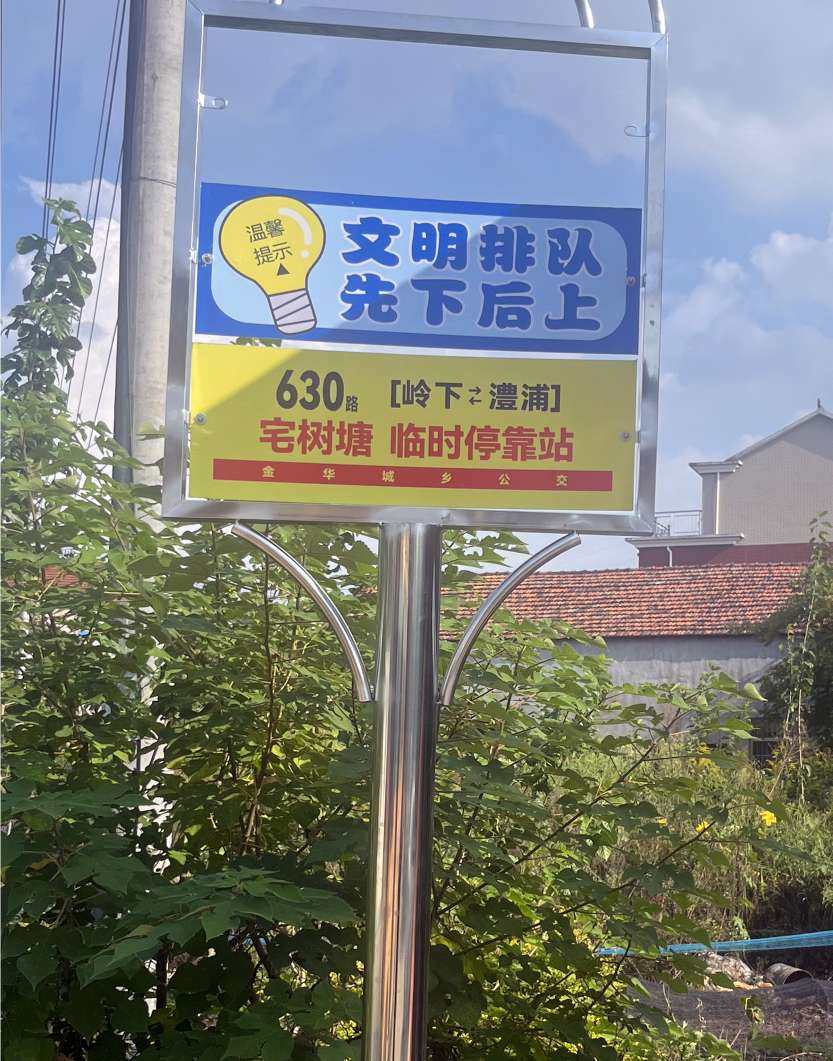 温馨
提示
文明排队
先下后上
630路 [岭下⇄澧浦]
宅树塘 临时停靠站
金华城乡公交